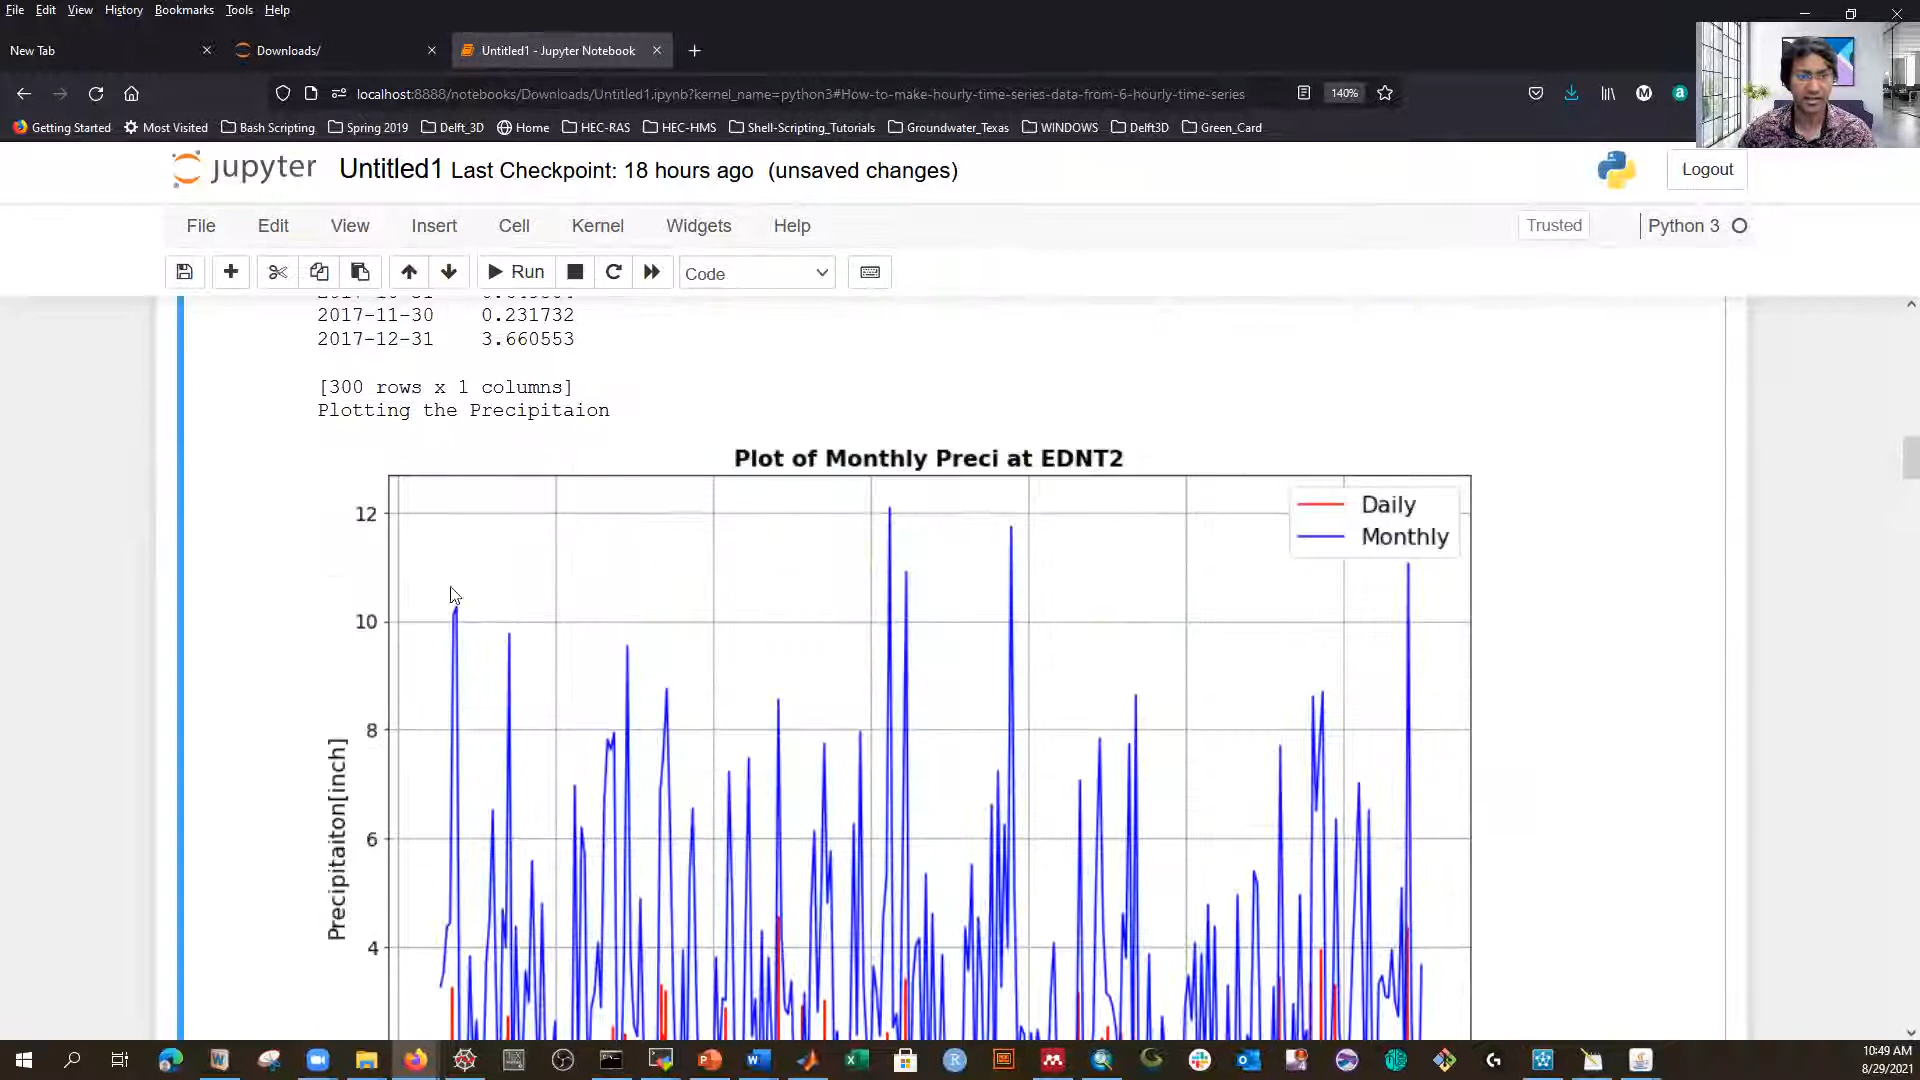 File Edit View History Bookmarks Tools Help
New Tab
Downloads/
Untitled1 - Jupyter Notebook
localhost:8888/notebooks/Downloads/Untitled1.ipynb?kernel_name=python3#How-to-make-hourly-time-series-data-from-6-hourly-time-series
140%
M
a
Getting Started
Most Visited
Bash Scripting
Spring 2019
Delft_3D
Home
HEC-RAS
HEC-HMS
Shell-Scripting_Tutorials
Groundwater_Texas
WINDOWS
Delft3D
Green_Card
jupyter
Untitled1 Last Checkpoint: 18 hours ago (unsaved changes)
Logout
File Edit View Insert Cell Kernel Widgets Help
Trusted
Python 3
Run
Code
2017-11-30 0.231732
2017-12-31 3.660553
[300 rows x 1 columns]
Plotting the Precipitaion
Plot of Monthly Preci at EDNT2
Daily
Monthly
12
10
8
6
4
Precipitaiton[inch]
10:49 AM
8/29/2021